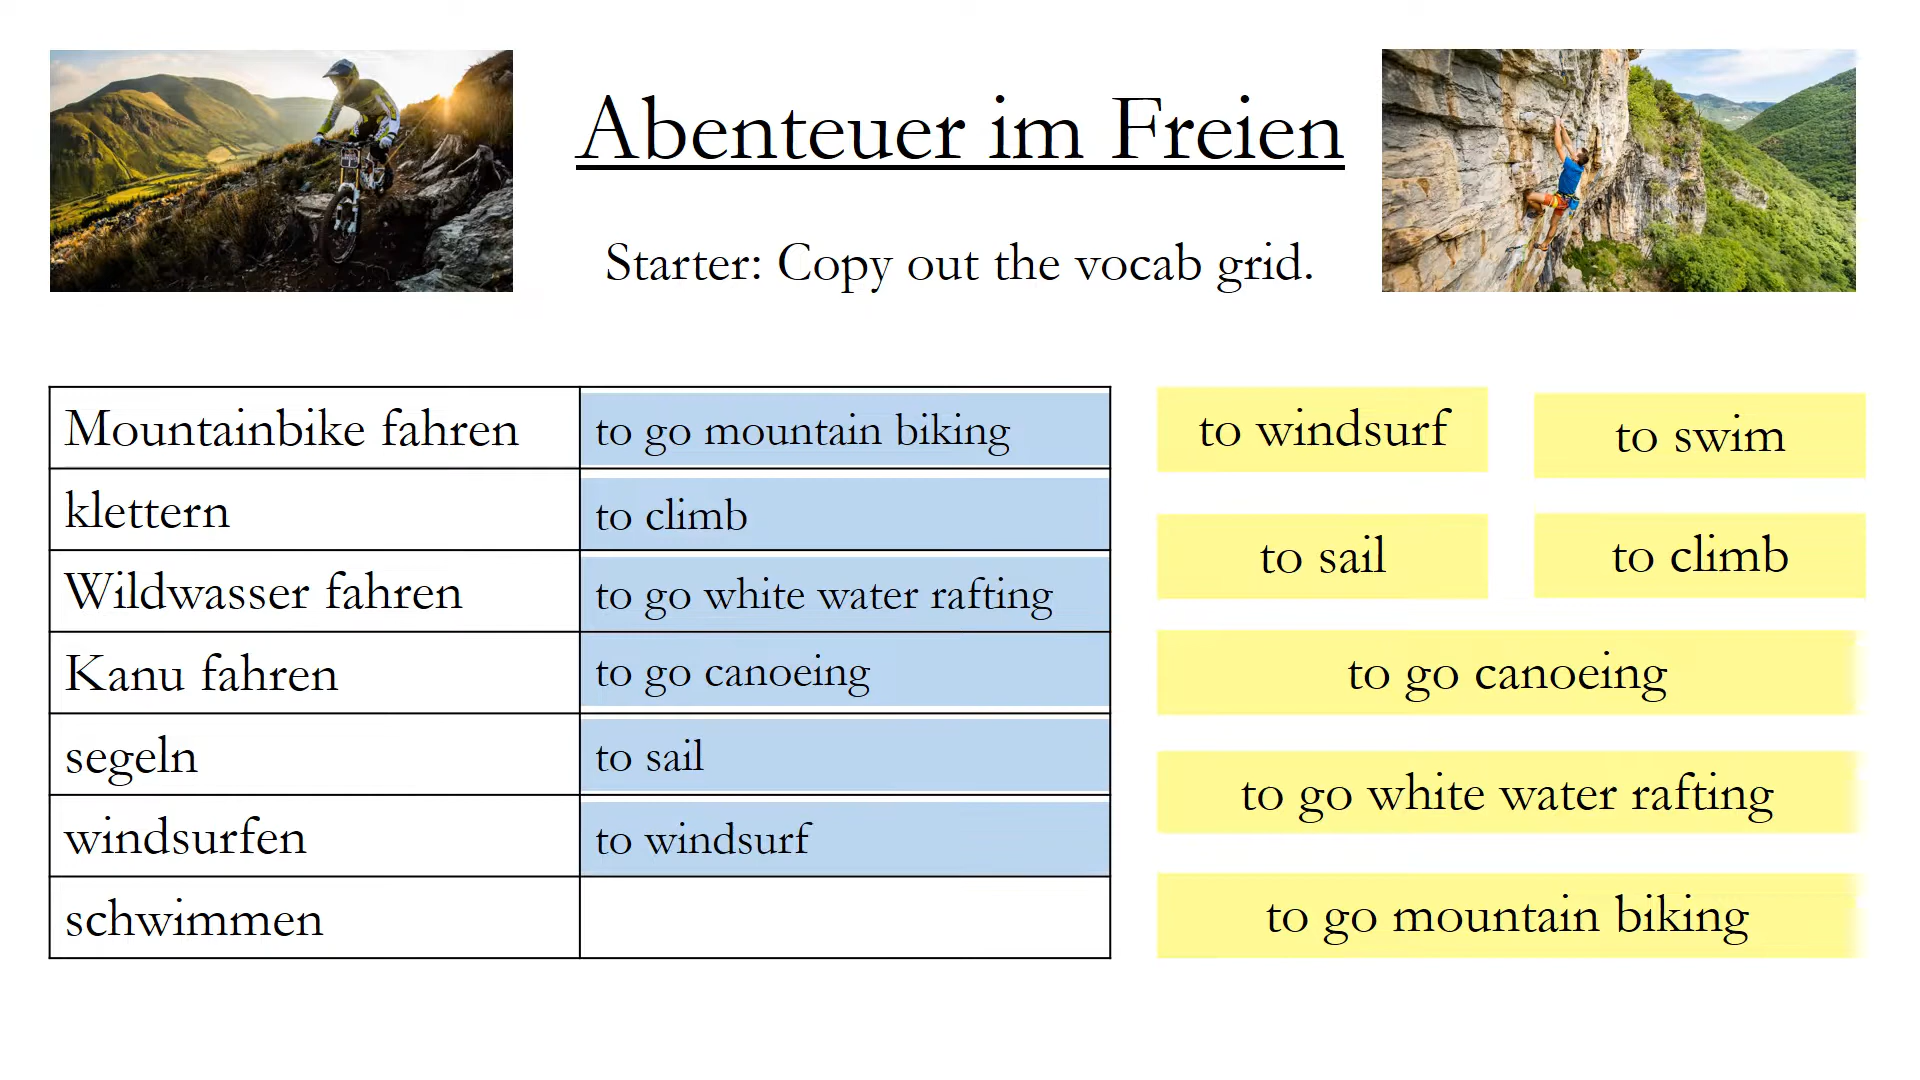 Abenteuer im Freien
Starter: Copy out the vocab grid.
Mountainbike fahren
to go mountain biking
klettern
to climb
Wildwasser fahren
to go white water rafting
Kanu fahren
to go canoeing
segeln
to sail
windsurfen
to windsurf
schwimmen
to windsurf
to swim
to sail
to climb
to go canoeing
to go white water rafting
to go mountain biking